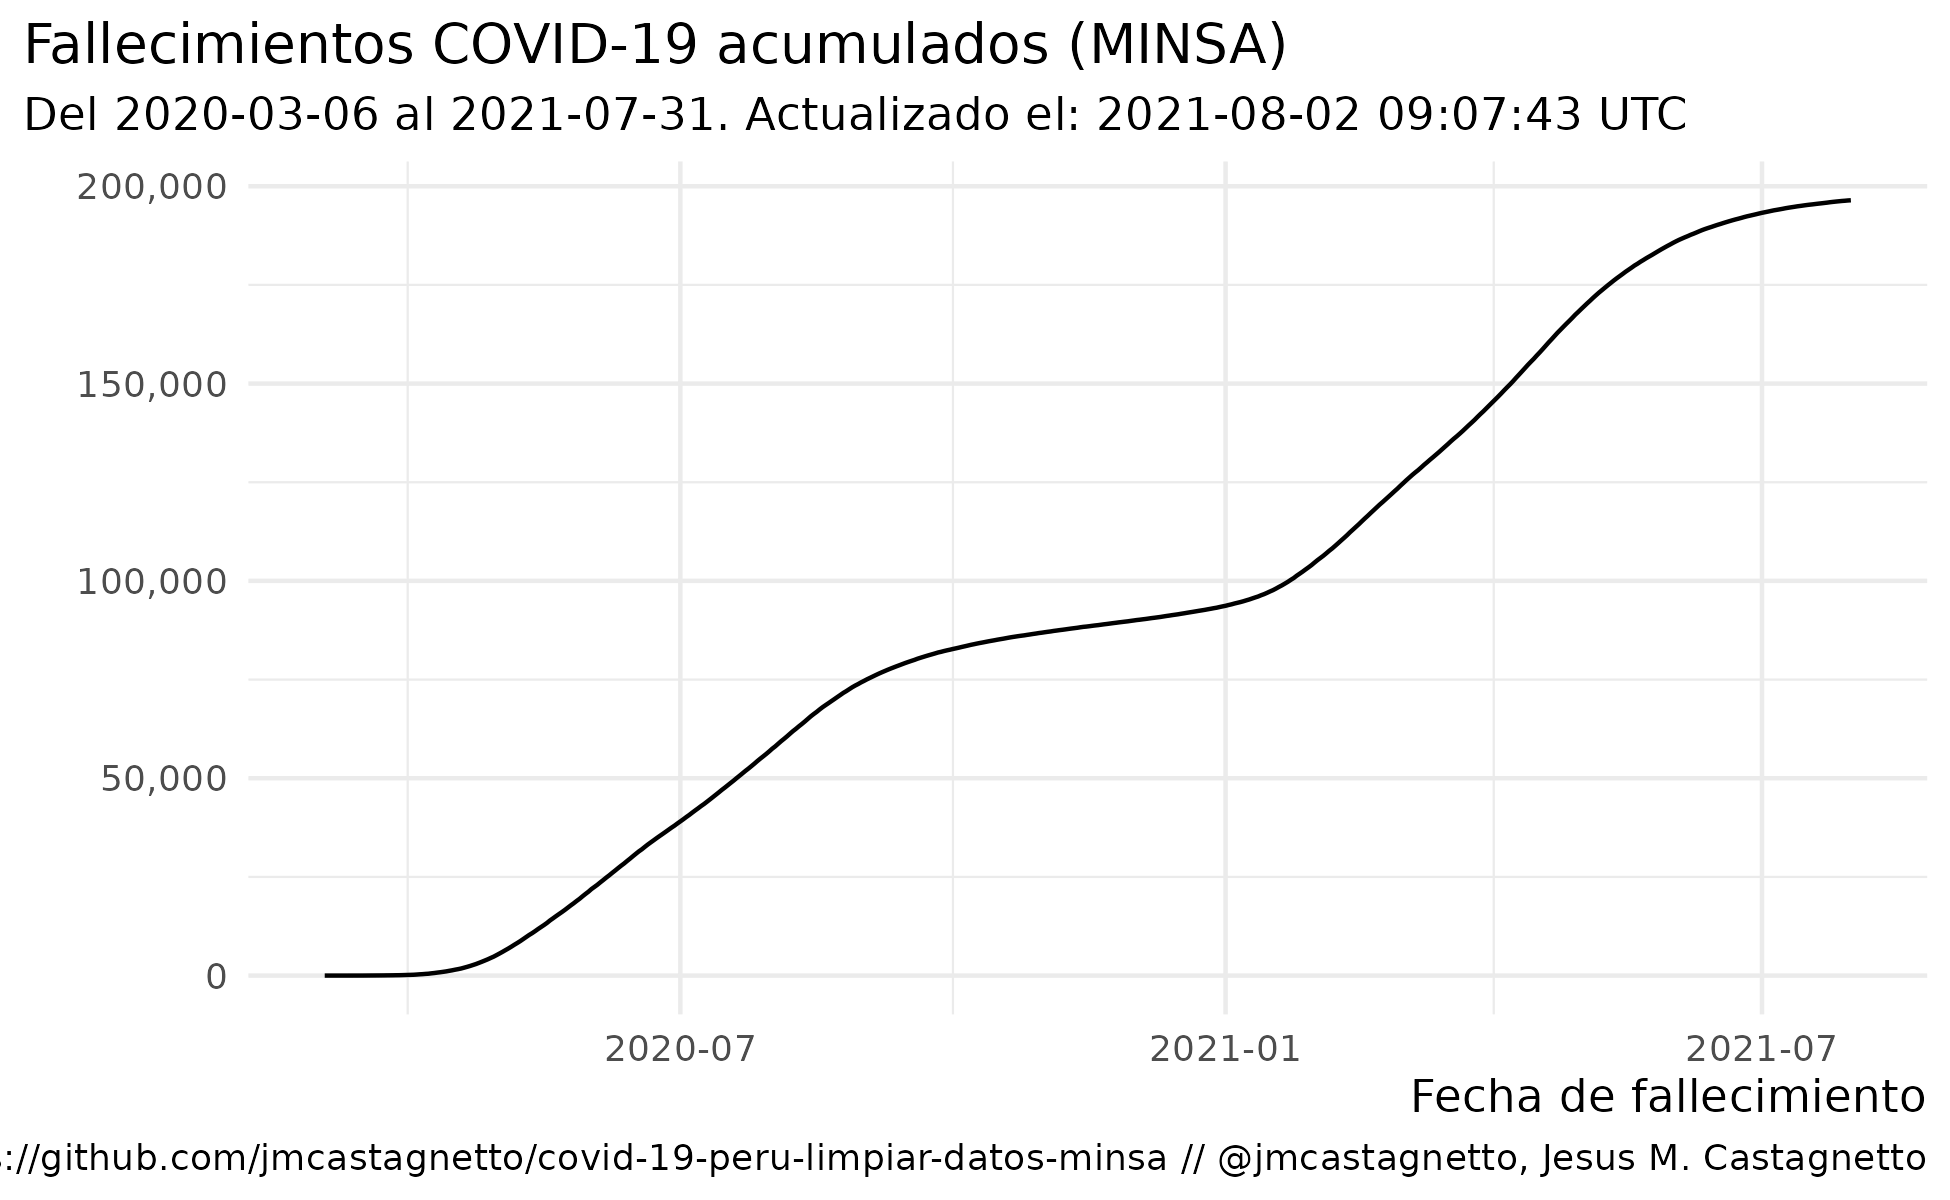 Fallecimientos COVID-19 acumulados (MINSA)
Del 2020-03-06 al 2021-07-31. Actualizado el: 2021-08-02 09:07:43 UTC
200,000
150,000
100,000
50,000
0
2020-07 2021-01 2021-07
Fecha de fallecimiento
://github.com/jmcastagnetto/covid-19-peru-limpiar-datos-minsa // @jmcastagnetto, Jesus M. Castagnetto